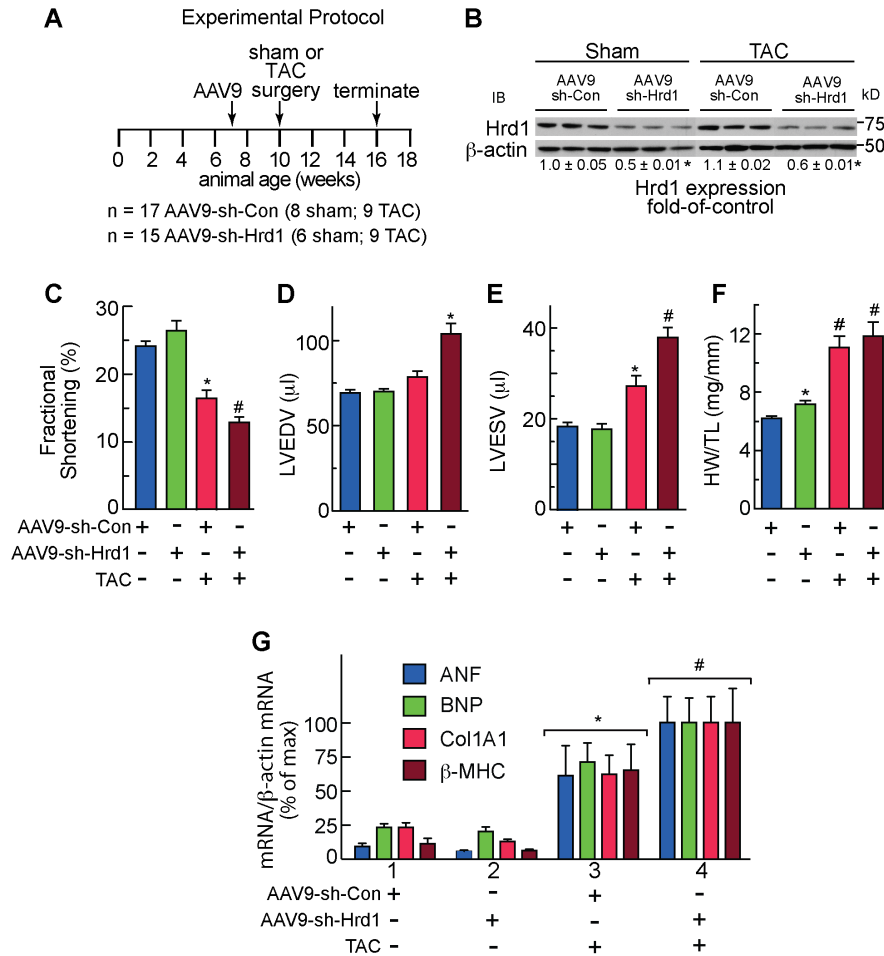 A
Experimental Protocol
sham or
TAC
AAV9 surgery terminate
0 2 4 6 8 10 12 14 16 18
animal age (weeks)
n = 17 AAV9-sh-Con (8 sham; 9 TAC)
n = 15 AAV9-sh-Hrd1 (6 sham; 9 TAC)
B
Sham TAC
AAV9 AAV9 AAV9 AAV9
IB sh-Con sh-Hrd1 sh-Con sh-Hrd1 kD
Hrd1 75
β-actin 50
1.0 ± 0.05 0.5 ± 0.01* 1.1 ± 0.02 0.6 ± 0.01*
Hrd1 expression
fold-of-control
C
Fractional
Shortening (%)
30
20
10
0
* #
D
LVEDV (µl)
100
50
0
*
E
LVESV (µl)
40
20
0
* #
F
HW/TL (mg/mm)
12
8
4
0
* # #
AAV9-sh-Con + - + - + - + - + - + - + - + -
AAV9-sh-Hrd1 - + - + - + - + - + - + - + - +
TAC - - + + - - + + - - + + - - + +
G
mRNA/β-actin mRNA
(% of max)
100
75
50
25
0
ANF
BNP
Col1A1
β-MHC
* #
1 2 3 4
AAV9-sh-Con + - + -
AAV9-sh-Hrd1 - + - +
TAC - - + +